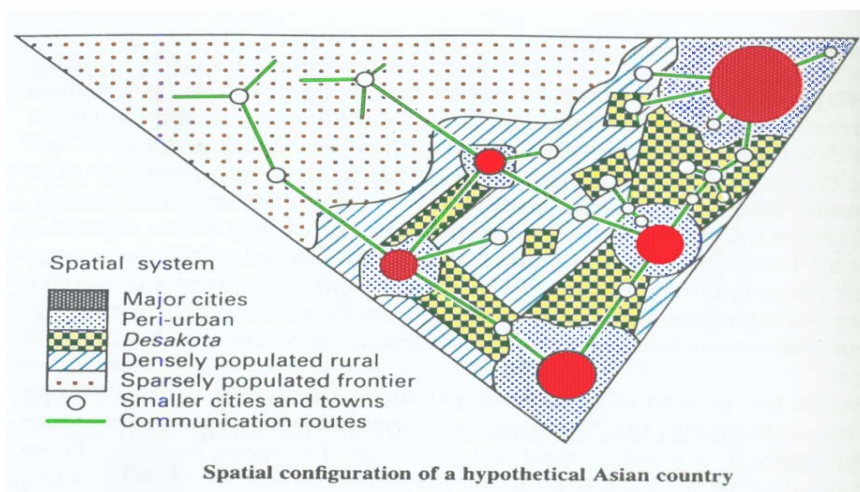 Spatial system
Major cities
Peri-urban
Desakota
Densely populated rural
Sparsely populated frontier
Smaller cities and towns
Communication routes
Spatial configuration of a hypothetical Asian country